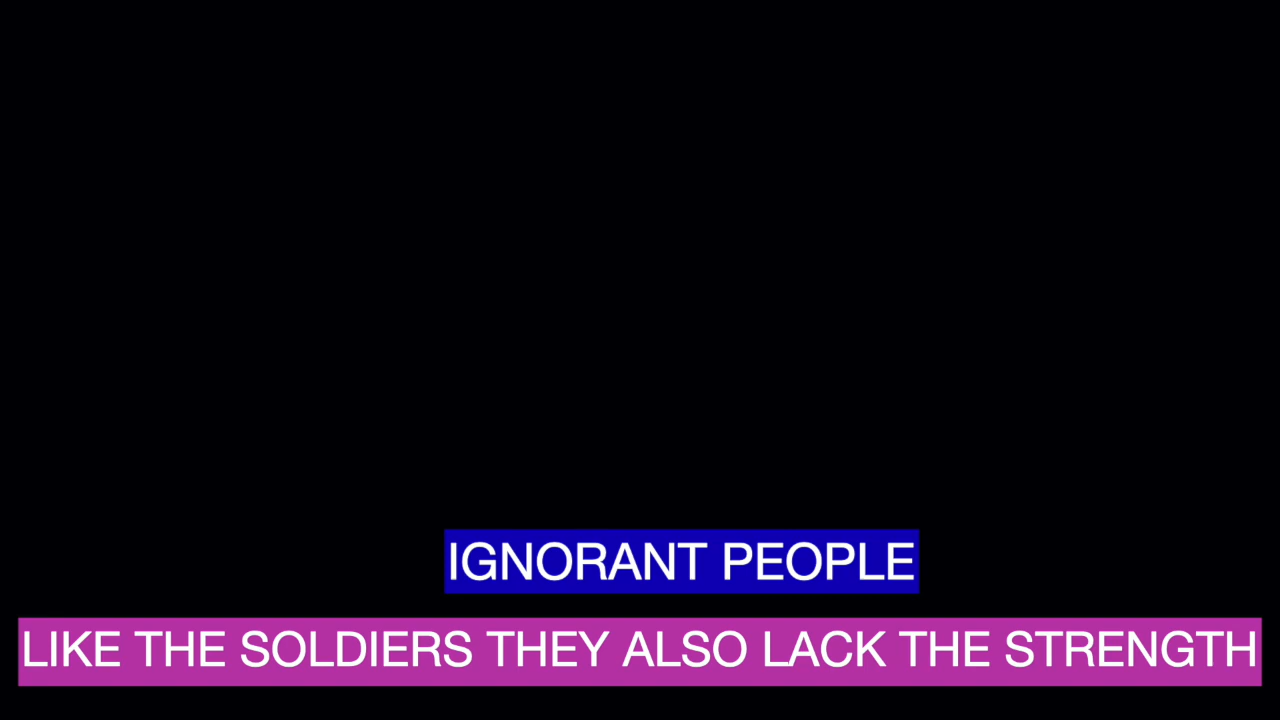 IGNORANT PEOPLE
LIKE THE SOLDIERS THEY ALSO LACK THE STRENGTH